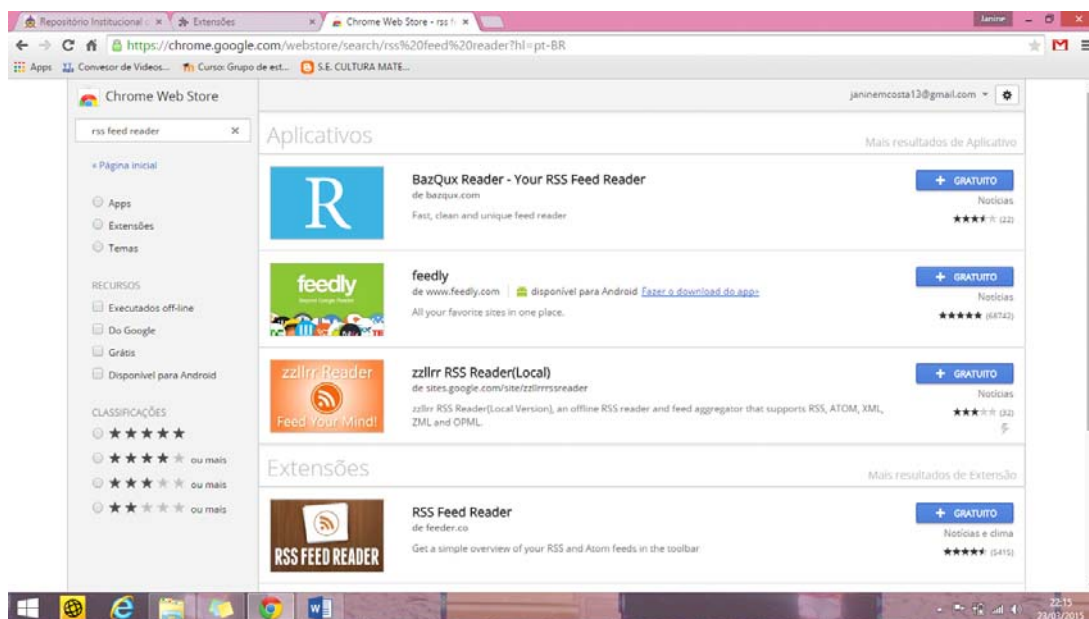 Repositório Institucional
Extensões
Chrome Web Store - rss f
Janine
https://chrome.google.com/webstore/search/rss%20feed%20reader?hl=pt-BR
Apps
Convesor de Videos...
Curso: Grupo de est...
S.E. CULTURA MATE...
Chrome Web Store
janinemcosta13@gmail.com
rss feed reader
« Página inicial
Apps
Extensões
Temas
RECURSOS
Executados off-line
Do Google
Grátis
Disponível para Android
CLASSIFICAÇÕES
ou mais
ou mais
ou mais
Aplicativos
Mais resultados de Aplicativo
R
BazQux Reader - Your RSS Feed Reader
de bazqux.com
Fast, clean and unique feed reader
+ GRATUITO
Notícias
(22)
feedly
feedly
de www.feedly.com
disponível para Android Fazer o download do app»
All your favorite sites in one place.
+ GRATUITO
Notícias
(68742)
zzllrr Reader
Feed Your Mind!
zzllrr RSS Reader(Local)
de sites.google.com/site/zzllrrrssreader
zzllrr RSS Reader(Local Version), an offline RSS reader and feed aggregator that supports RSS, ATOM, XML,
ZML and OPML.
+ GRATUITO
Notícias
(32)
Extensões
Mais resultados de Extensão
RSS FEED READER
RSS Feed Reader
de feeder.co
Get a simple overview of your RSS and Atom feeds in the toolbar
+ GRATUITO
Notícias e clima
(5415)
22:15
23/03/2015